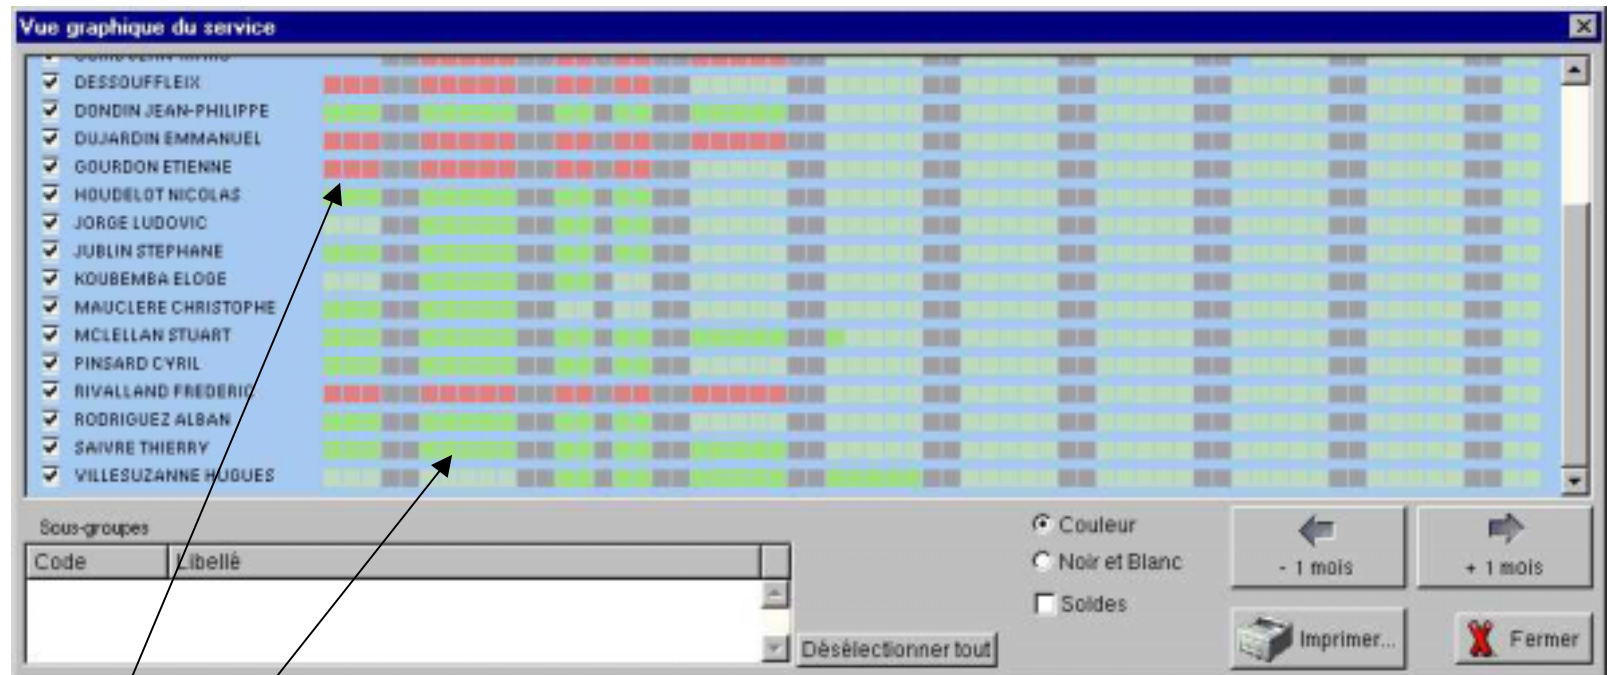 Vue graphique du service
DESSOUFFLEIX
DONDIN JEAN-PHILIPPE
DUJARDIN EMMANUEL
GOURDON ETIENNE
HOUDELOT NICOLAS
JORGE LUDOVIC
JUBLIN STEPHANE
KOUBEMBA ELOGE
MAUCLERE CHRISTOPHE
MCLELLAN STUART
PINSARD CYRIL
RIVALLAND FREDERIC
RODRIGUEZ ALBAN
SAIVRE THIERRY
VILLESUZANNE HUGUES
Sous-groupes
Code Libellé
Désélectionner tout
Couleur
Noir et Blanc
Soldes
- 1 mois
+ 1 mois
Imprimer...
Fermer